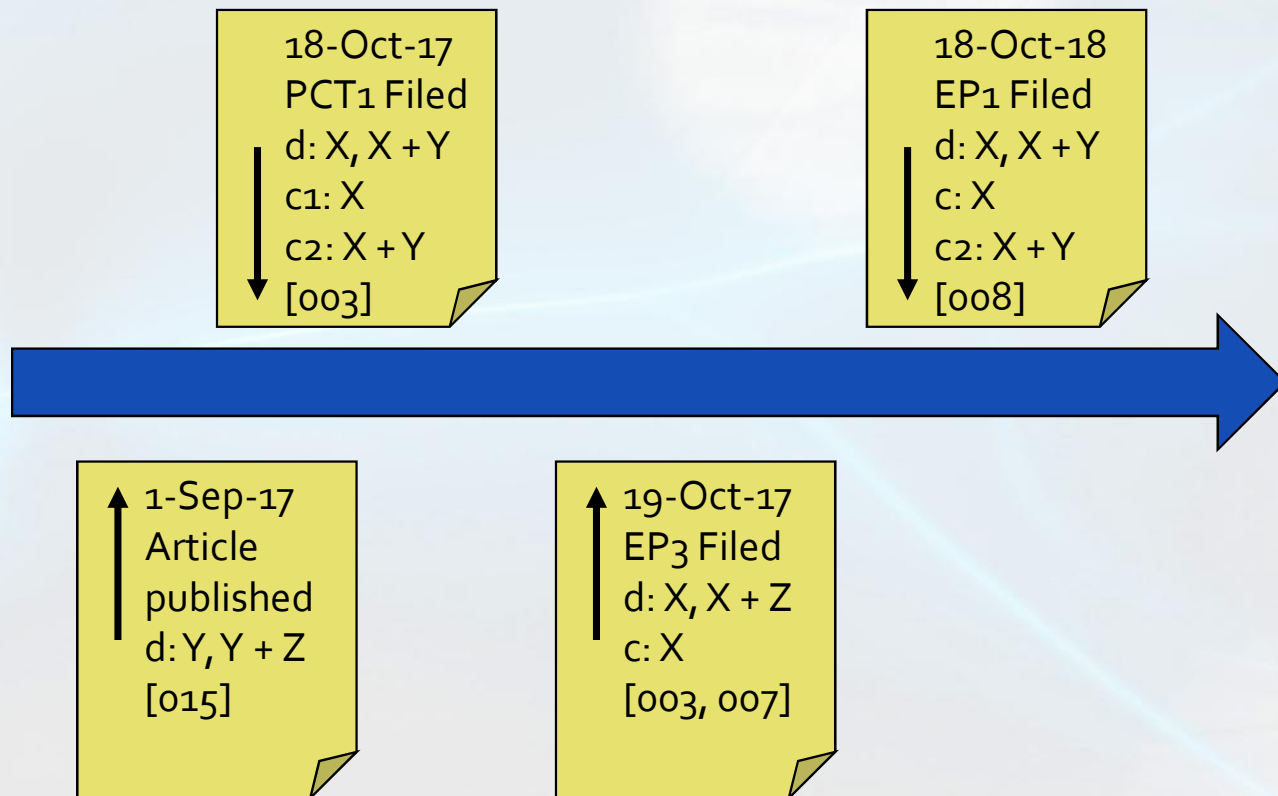 18-Oct-17
PCT1 Filed
d: X, X + Y
c1: X
c2: X + Y
[003]
18-Oct-18
EP1 Filed
d: X, X + Y
c: X
c2: X + Y
[008]
1-Sep-17
Article
published
d: Y, Y + Z
[015]
19-Oct-17
EP3 Filed
d: X, X + Z
c: X
[003, 007]